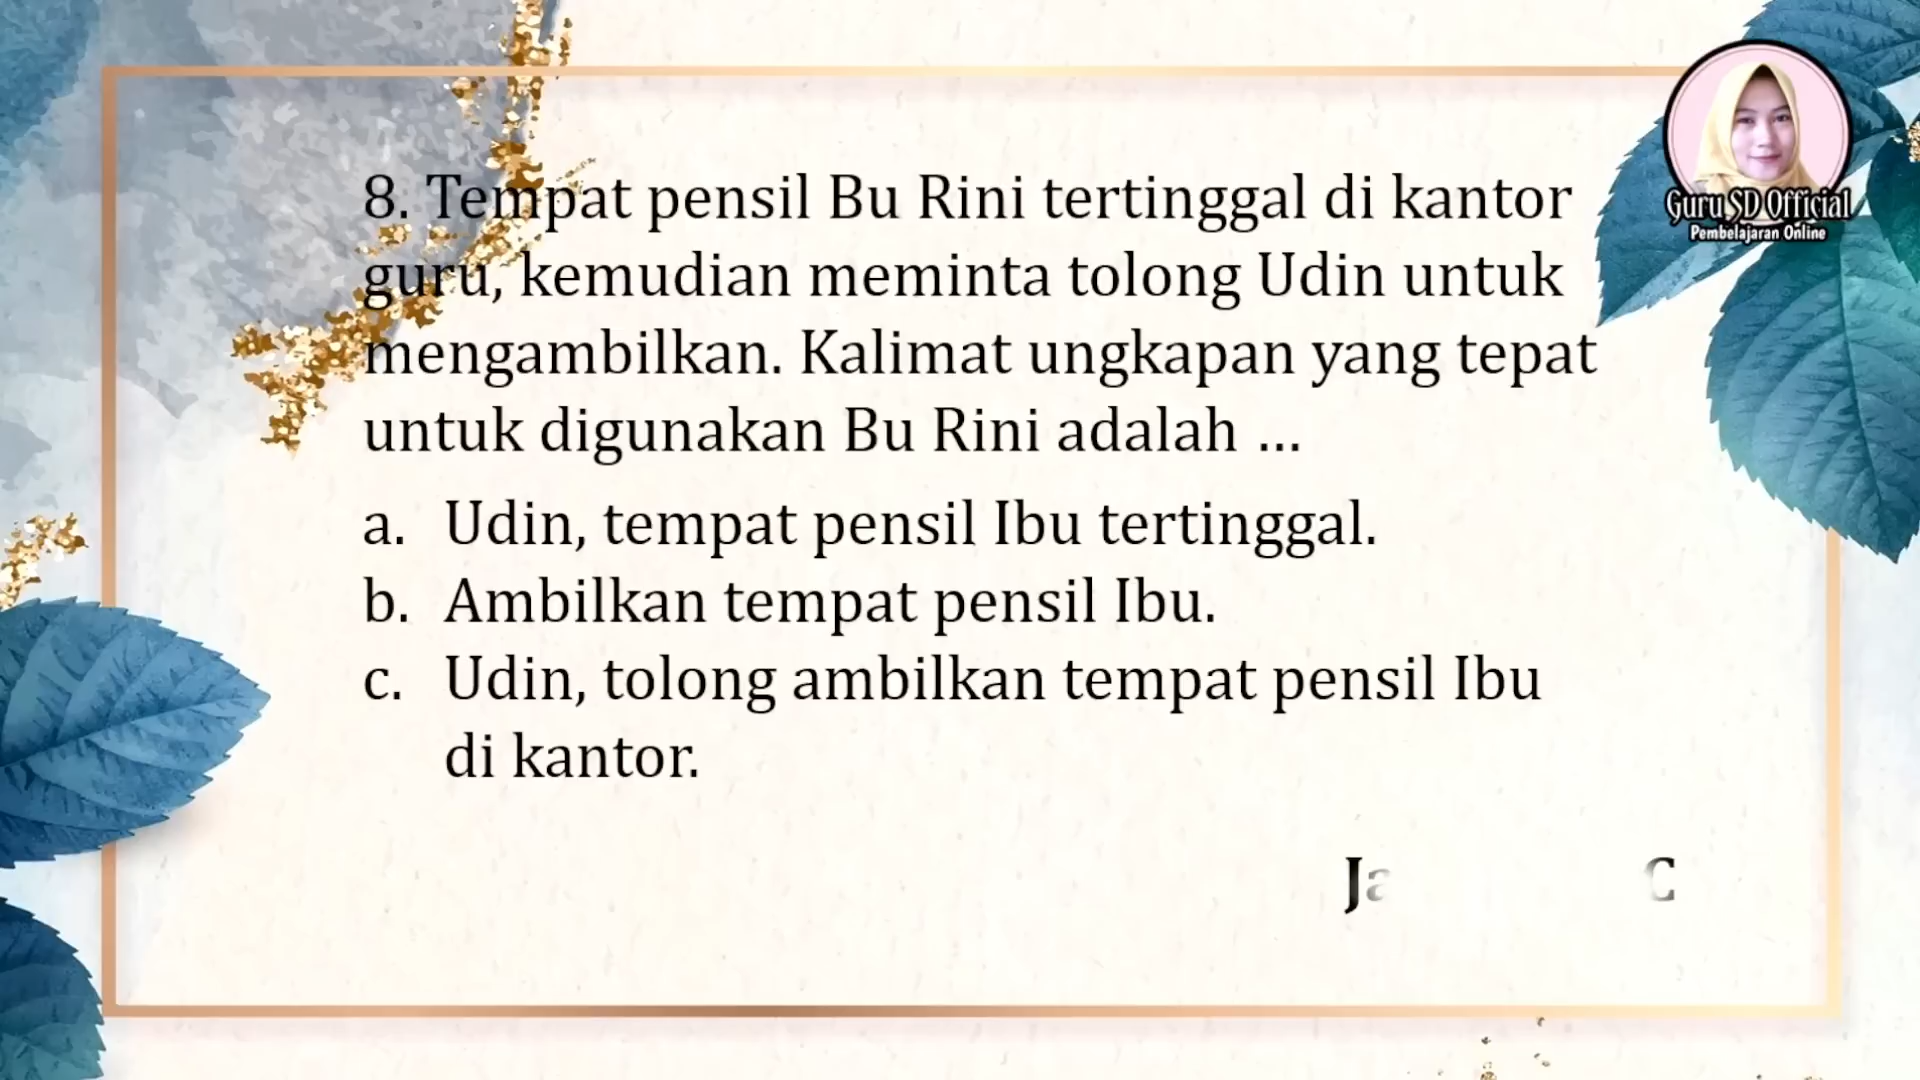 Guru SD Official
Pembelajaran Online
8. Tempat pensil Bu Rini tertinggal di kantor
guru, kemudian meminta tolong Udin untuk
mengambilkan. Kalimat ungkapan yang tepat
untuk digunakan Bu Rini adalah ...
a. Udin, tempat pensil Ibu tertinggal.
b. Ambilkan tempat pensil Ibu.
c. Udin, tolong ambilkan tempat pensil Ibu
di kantor.
C